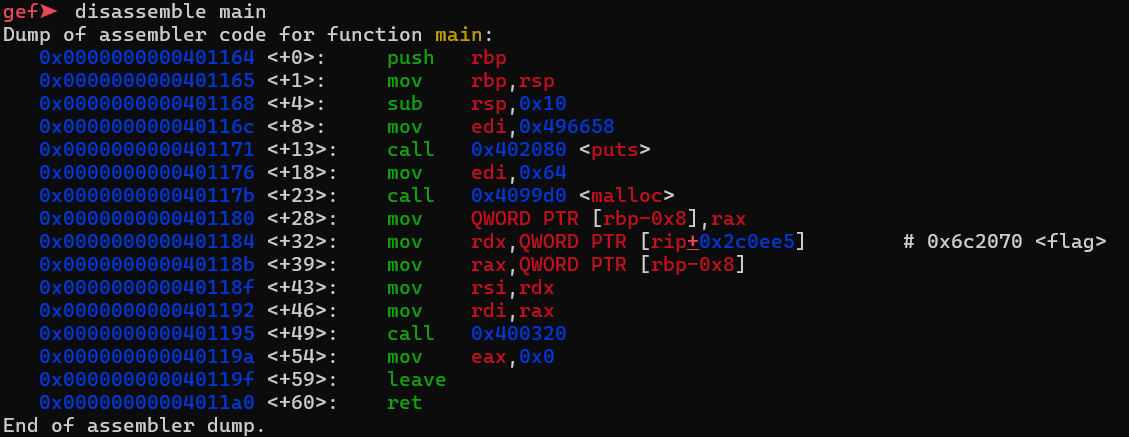 gef➤  disassemble main
Dump of assembler code for function main:
   0x0000000000401164 <+0>:     push   rbp
   0x0000000000401165 <+1>:     mov    rbp,rsp
   0x0000000000401168 <+4>:     sub    rsp,0x10
   0x000000000040116c <+8>:     mov    edi,0x496658
   0x0000000000401171 <+13>:    call   0x402080 <puts>
   0x0000000000401176 <+18>:    mov    edi,0x64
   0x000000000040117b <+23>:    call   0x4099d0 <malloc>
   0x0000000000401180 <+28>:    mov    QWORD PTR [rbp-0x8],rax
   0x0000000000401184 <+32>:    mov    rdx,QWORD PTR [rip+0x2c0ee5]        # 0x6c2070 <flag>
   0x000000000040118b <+39>:    mov    rax,QWORD PTR [rbp-0x8]
   0x000000000040118f <+43>:    mov    rsi,rdx
   0x0000000000401192 <+46>:    mov    rdi,rax
   0x0000000000401195 <+49>:    call   0x400320
   0x000000000040119a <+54>:    mov    eax,0x0
   0x000000000040119f <+59>:    leave
   0x00000000004011a0 <+60>:    ret
End of assembler dump.